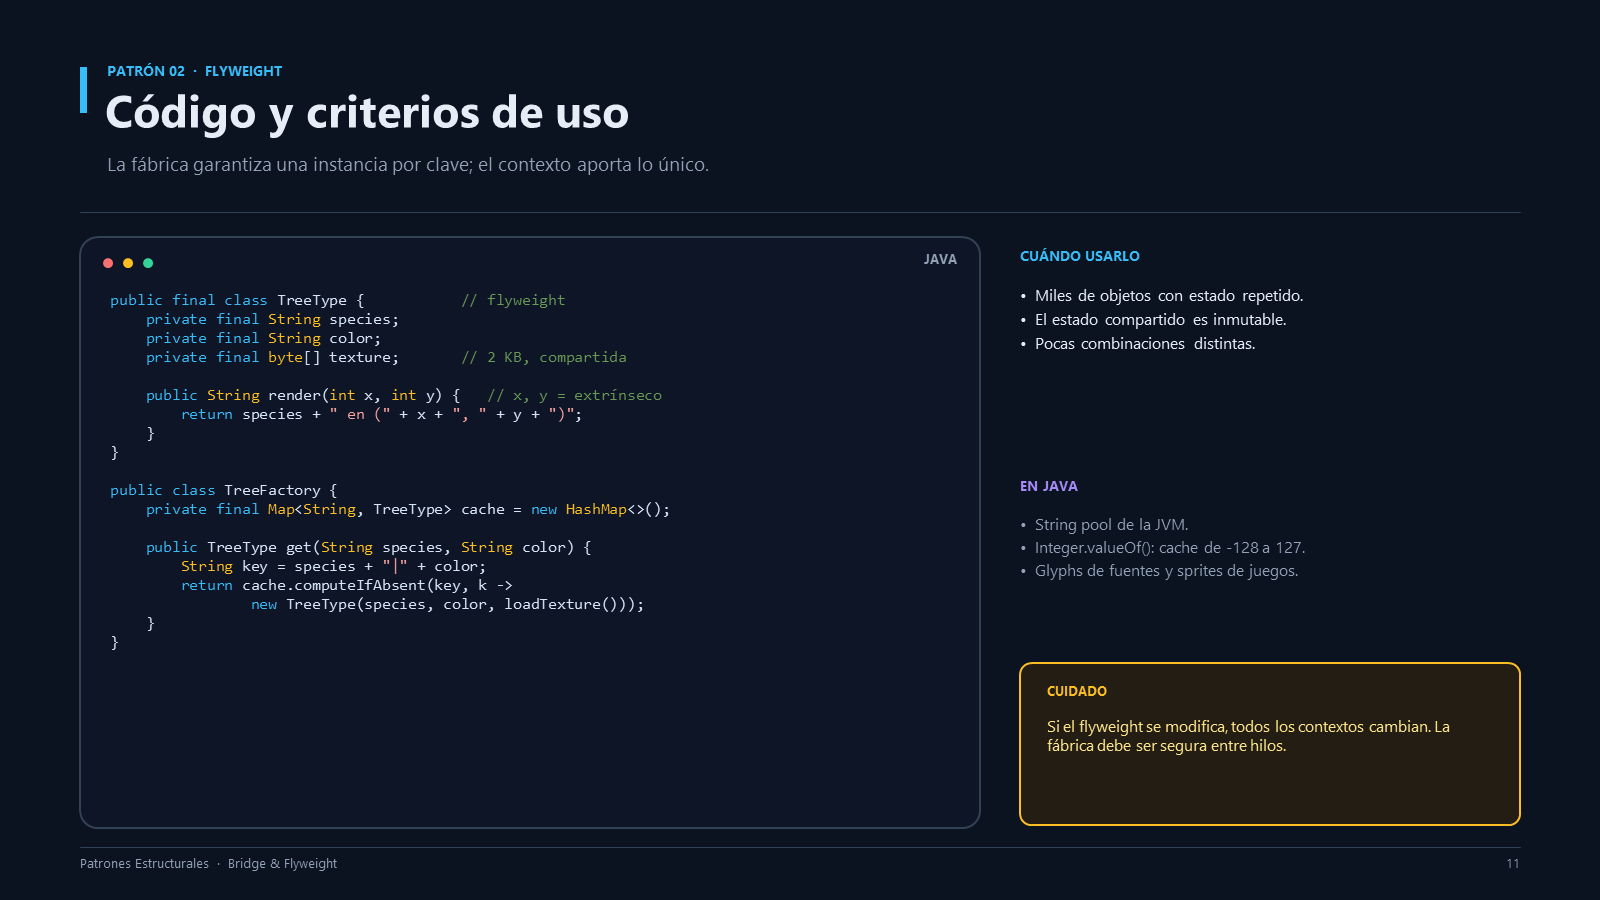 PATRÓN 02 · FLYWEIGHT
Código y criterios de uso
La fábrica garantiza una instancia por clave; el contexto aporta lo único.
JAVA
public final class TreeType {           // flyweight
    private final String species;
    private final String color;
    private final byte[] texture;       // 2 KB, compartida

    public String render(int x, int y) {   // x, y = extrínseco
        return species + " en (" + x + ", " + y + ")";
    }
}

public class TreeFactory {
    private final Map<String, TreeType> cache = new HashMap<>();

    public TreeType get(String species, String color) {
        String key = species + "|" + color;
        return cache.computeIfAbsent(key, k ->
                new TreeType(species, color, loadTexture()));
    }
}
CUÁNDO USARLO
• Miles de objetos con estado repetido.
• El estado compartido es inmutable.
• Pocas combinaciones distintas.
EN JAVA
• String pool de la JVM.
• Integer.valueOf(): cache de -128 a 127.
• Glyphs de fuentes y sprites de juegos.
CUIDADO
Si el flyweight se modifica, todos los contextos cambian. La
fábrica debe ser segura entre hilos.
Patrones Estructurales · Bridge & Flyweight
11